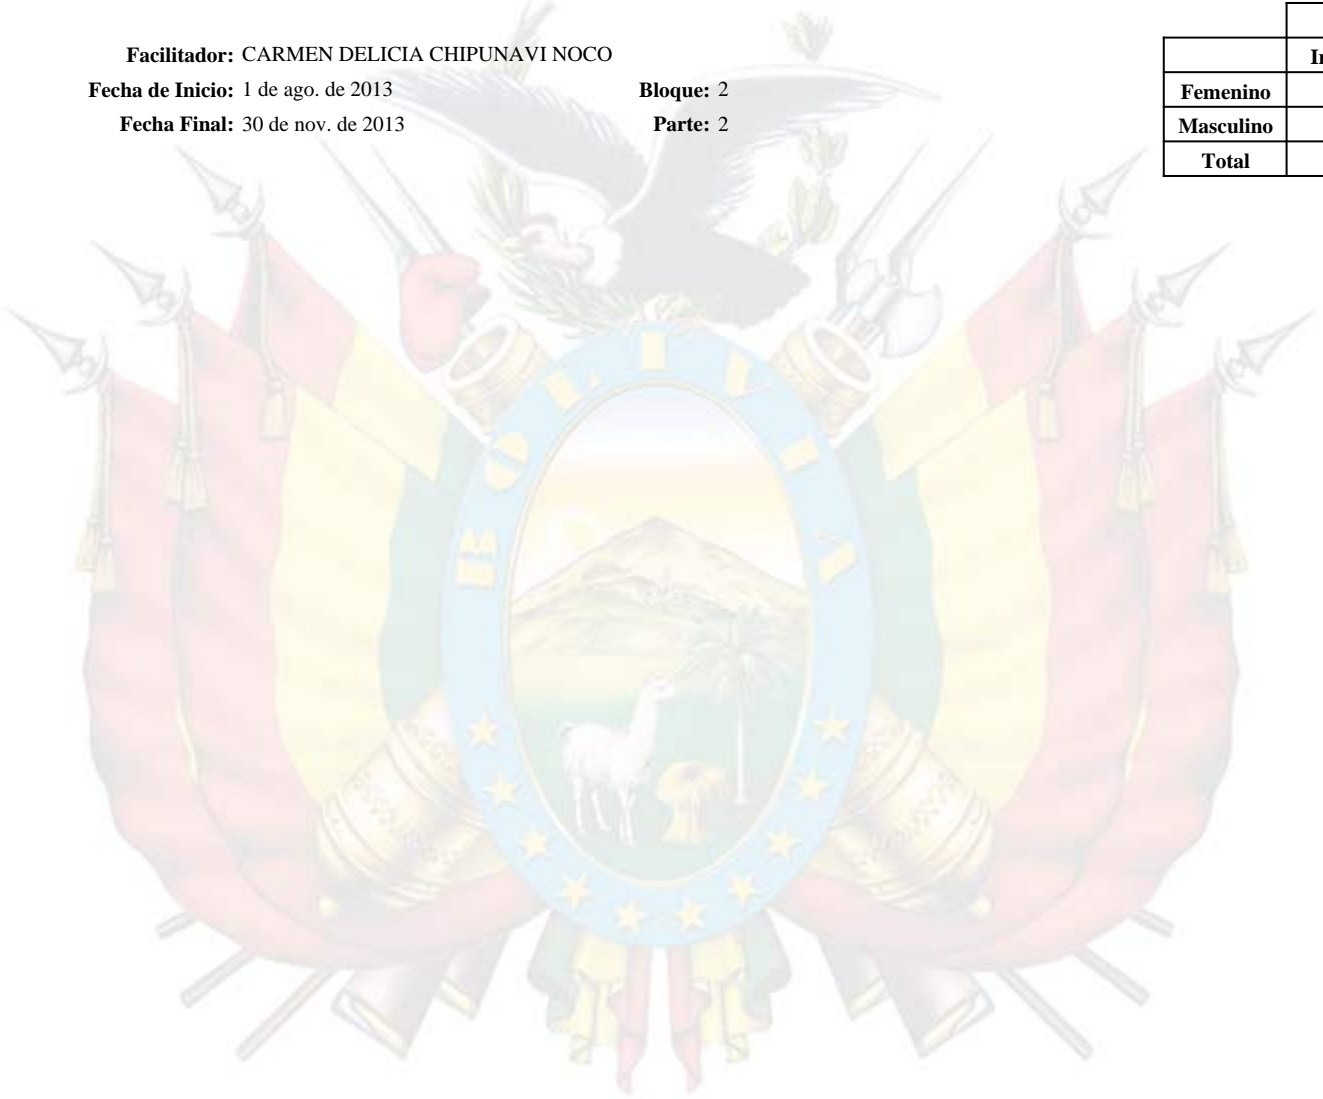 Facilitador: CARMEN DELICIA CHIPUNAVI NOCO
Fecha de Inicio: 1 de ago. de 2013 Bloque: 2
Fecha Final: 30 de nov. de 2013 Parte: 2
Femenino
Masculino
Total
BOLIVIA